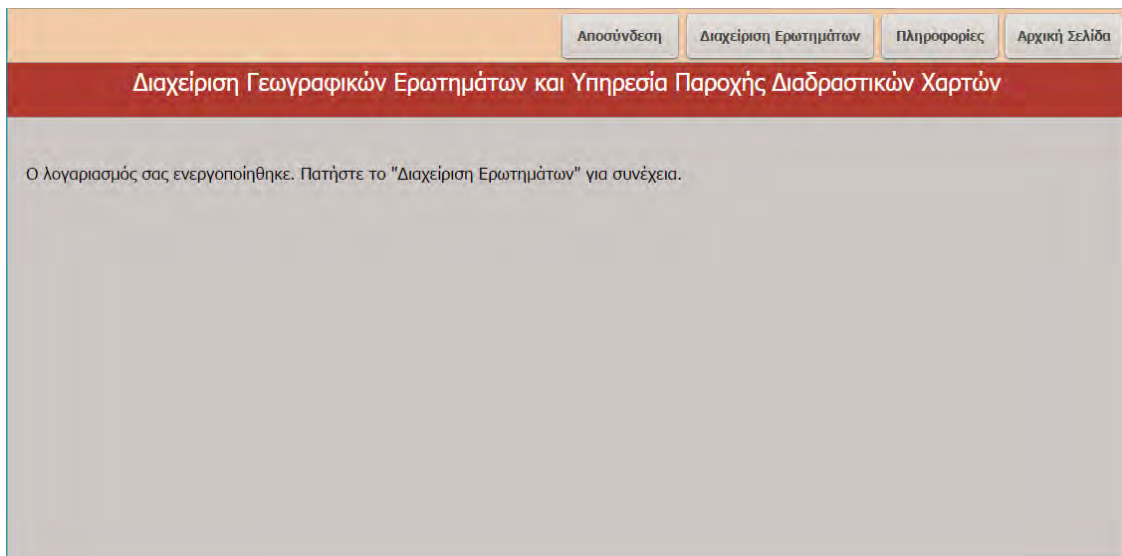 Αποσύνδεση Διαχείριση Ερωτημάτων Πληροφορίες Αρχική Σελίδα
Διαχείριση Γεωγραφικών Ερωτημάτων και Υπηρεσία Παροχής Διαδραστικών Χαρτών
Ο λογαριασμός σας ενεργοποίηθηκε. Πατήστε το "Διαχείριση Ερωτημάτων" για συνέχεια.